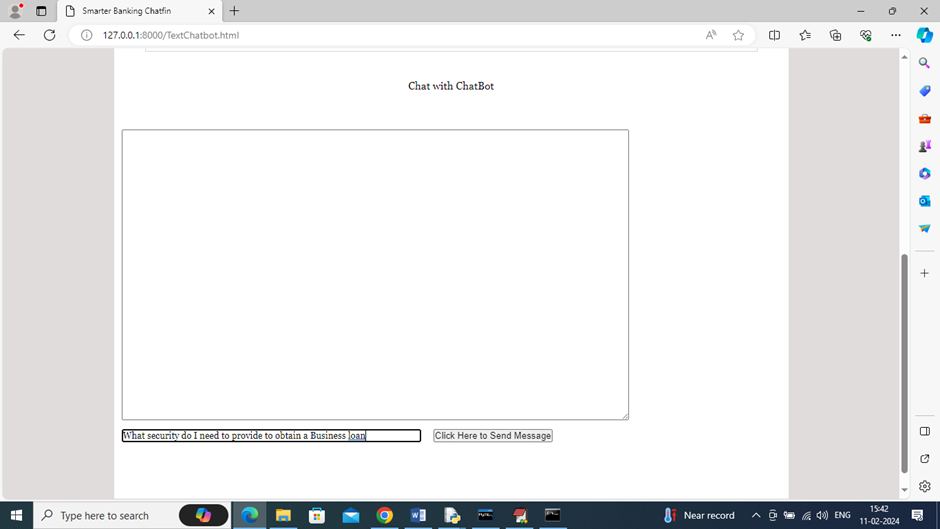 Smarter Banking Chatfin
127.0.0.1:8000/TextChatbot.html
Chat with ChatBot
What security do I need to provide to obtain a Business loan
Click Here to Send Message
Type here to search
Near record
ENG
15:42
11-02-2024